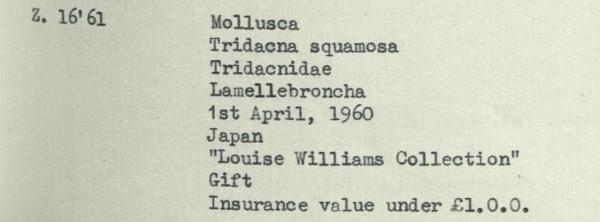 Z. 16'61
Mollusca
Tridacna squamosa
Tridacnidae
Lamellebroncha
1st April, 1960
Japan
"Louise Williams Collection"
Gift
Insurance value under £1.0.0.